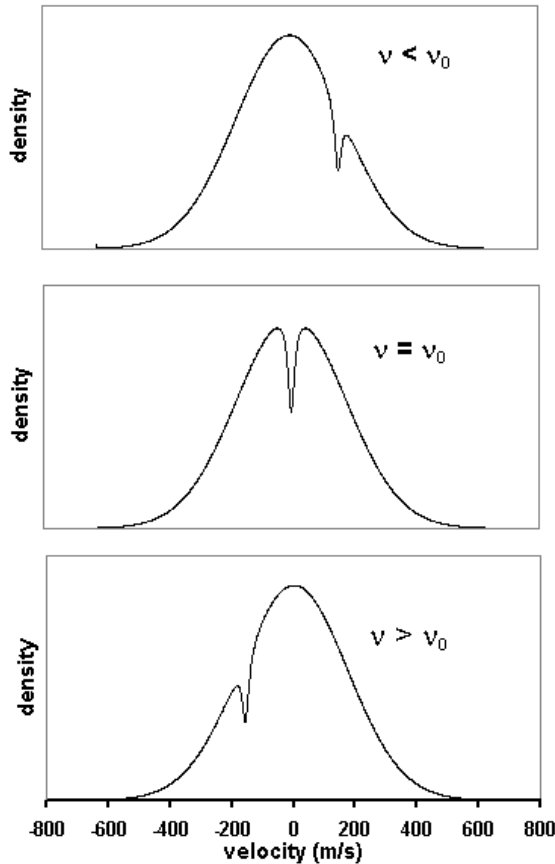 density
ν < ν₀
density
ν = ν₀
density
ν > ν₀
-800 -600 -400 -200 0 200 400 600 800
velocity (m/s)